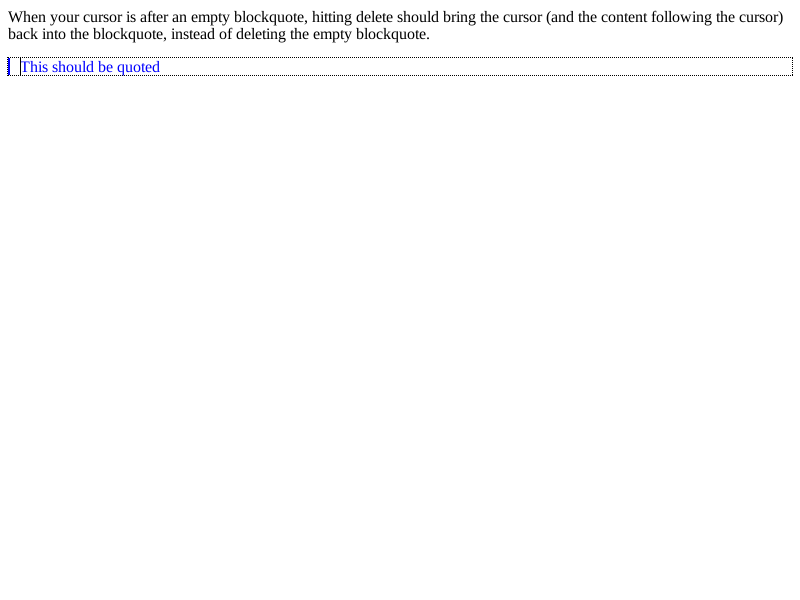 When your cursor is after an empty blockquote, hitting delete should bring the cursor (and the content following the cursor)
back into the blockquote, instead of deleting the empty blockquote.
This should be quoted